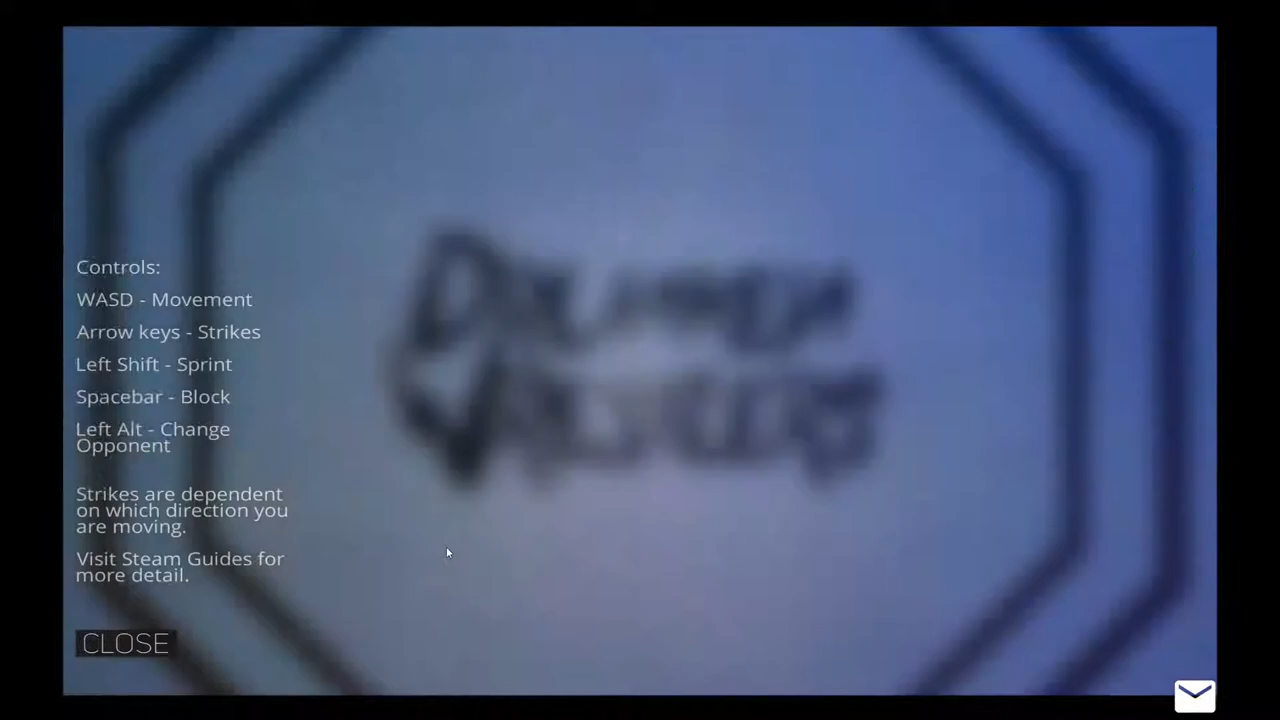 Controls:
WASD - Movement
Arrow keys - Strikes
Left Shift - Sprint
Spacebar - Block
Left Alt - Change
Opponent
Strikes are dependent
on which direction you
are moving.
Visit Steam Guides for
more detail.
CLOSE